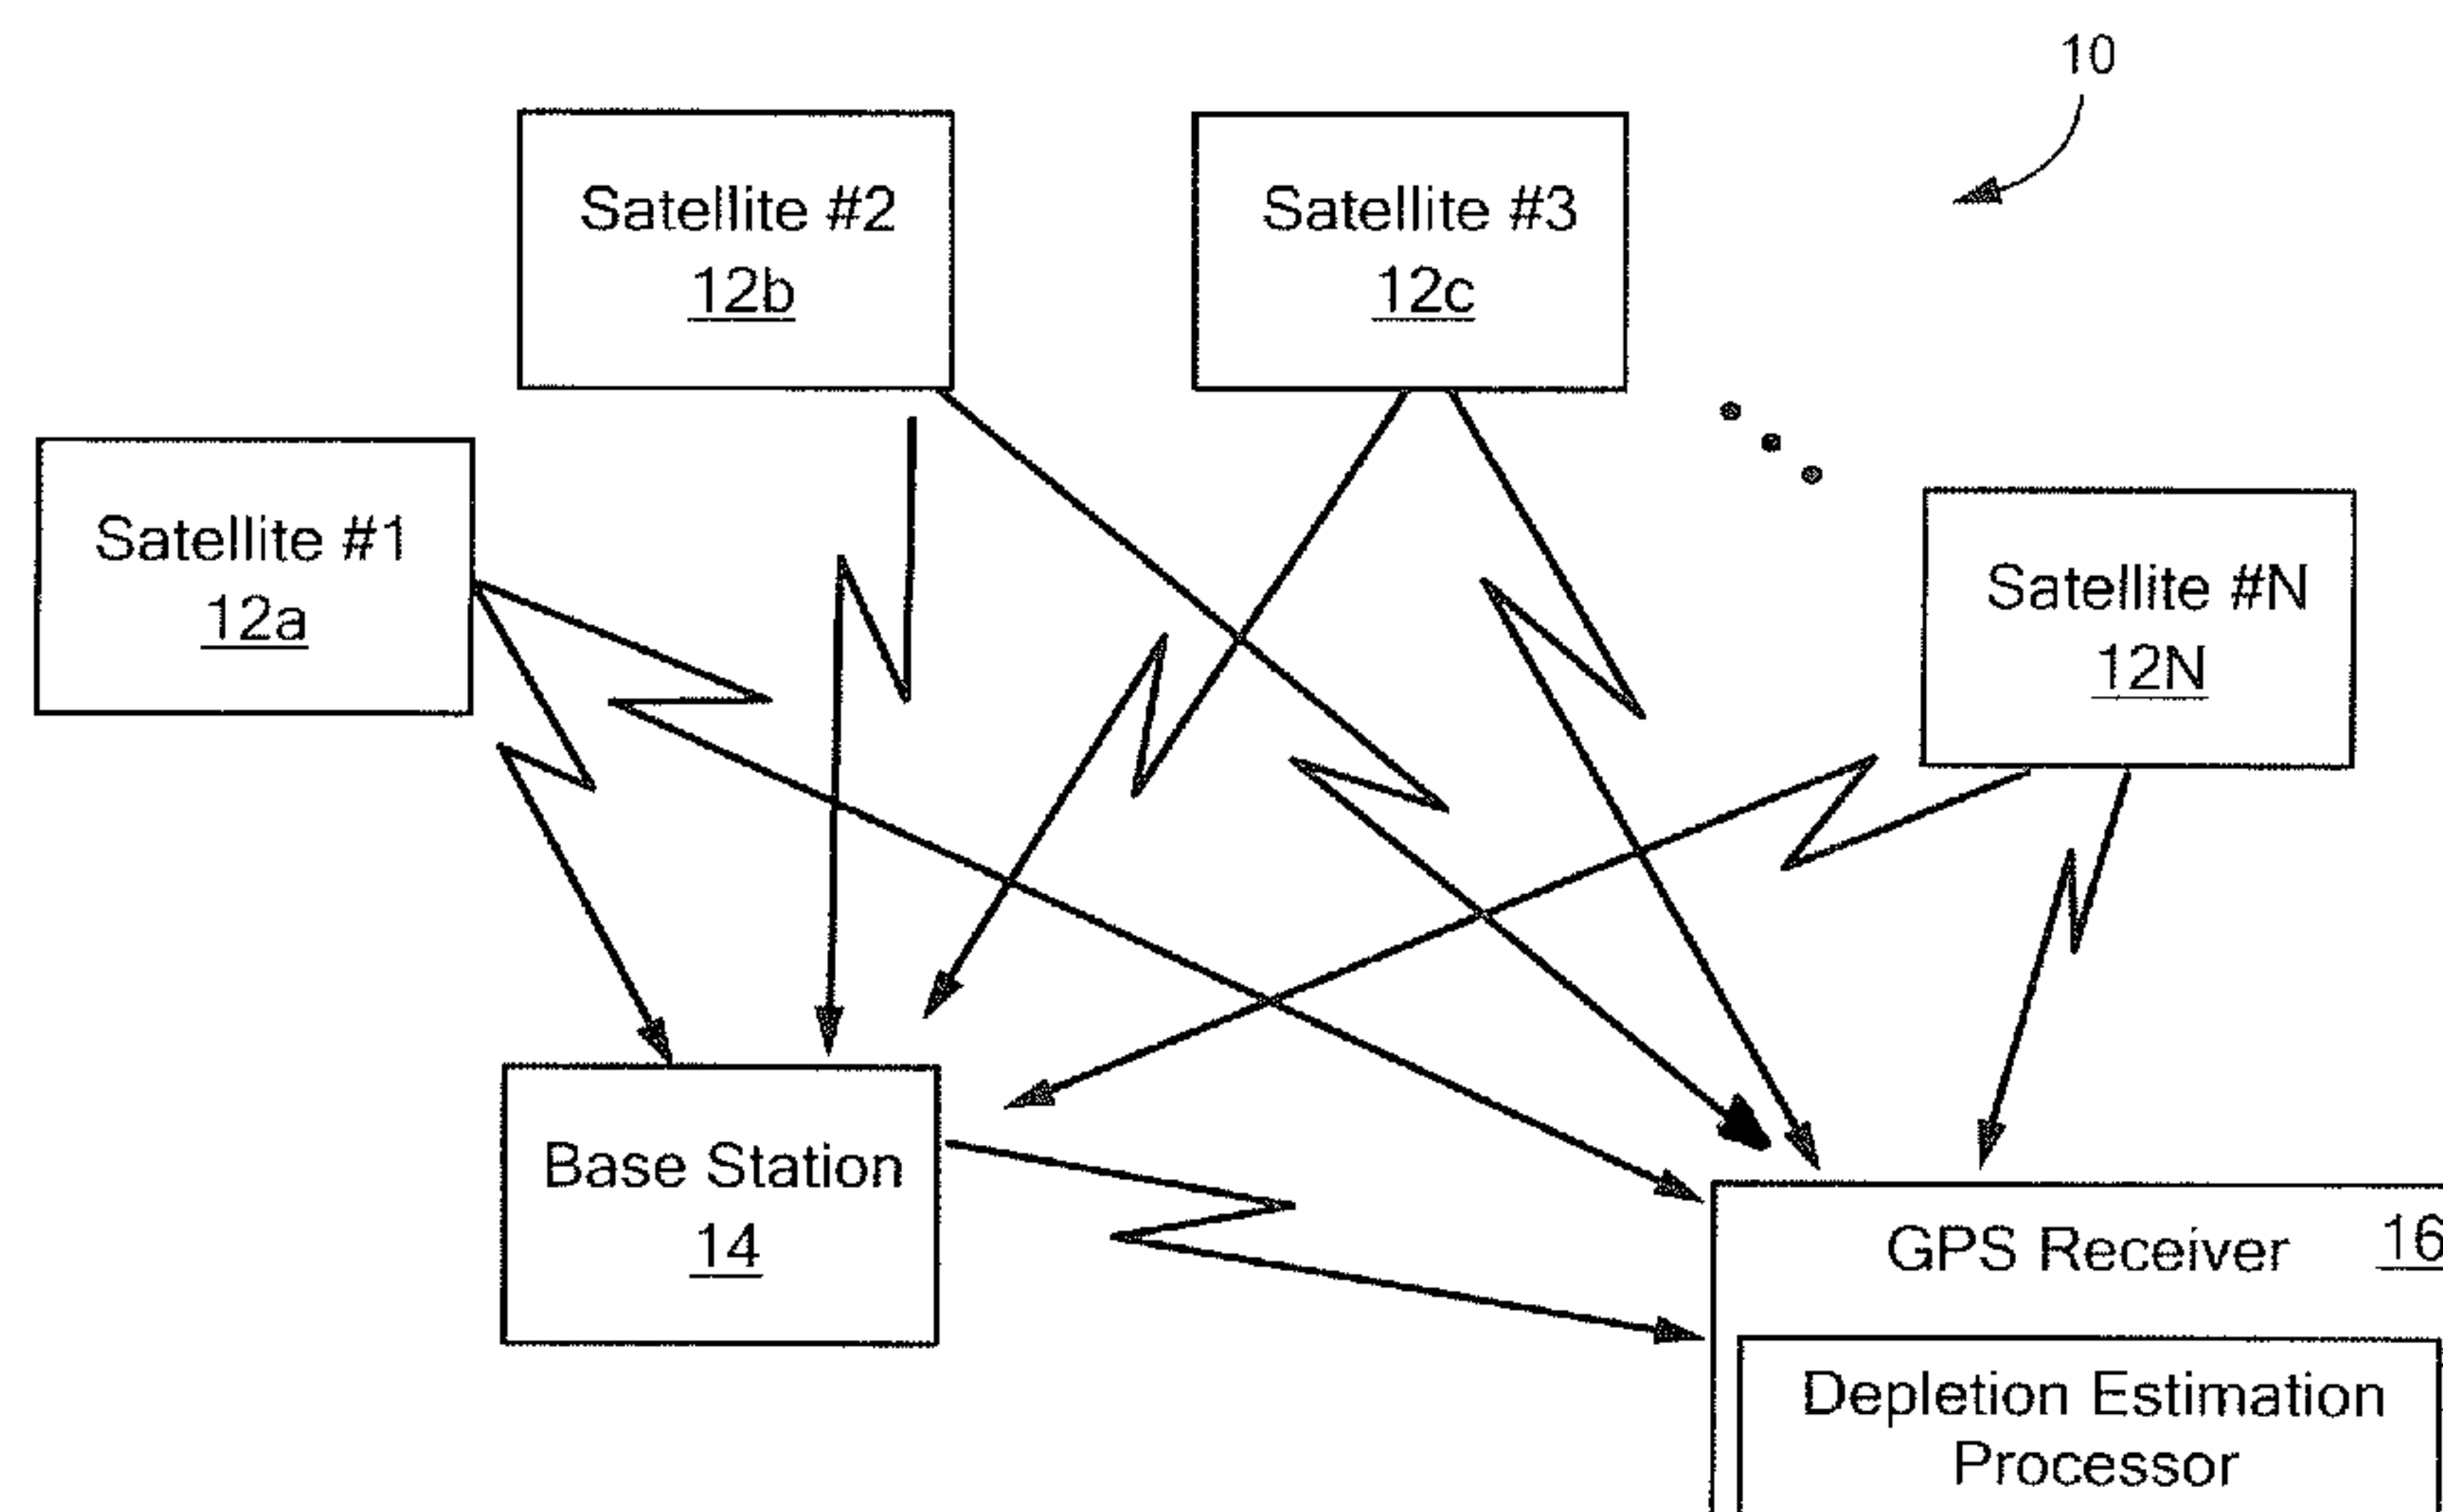 10
Satellite #2
12b
Satellite #3
12c
Satellite #1
12a
Satellite #N
12N
Base Station
14
GPS Receiver 16
Depletion Estimation
Processor